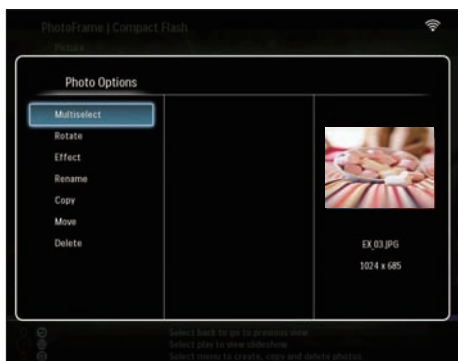 PhotoFrame | Compact Flash
Picture
Photo Options
Multiselect
Rotate
Effect
Rename
Copy
Move
Delete
EX_03.JPG
1024 x 685
Select back to go to previous view
Select play to view slideshow
Select menu to create, copy and delete photos